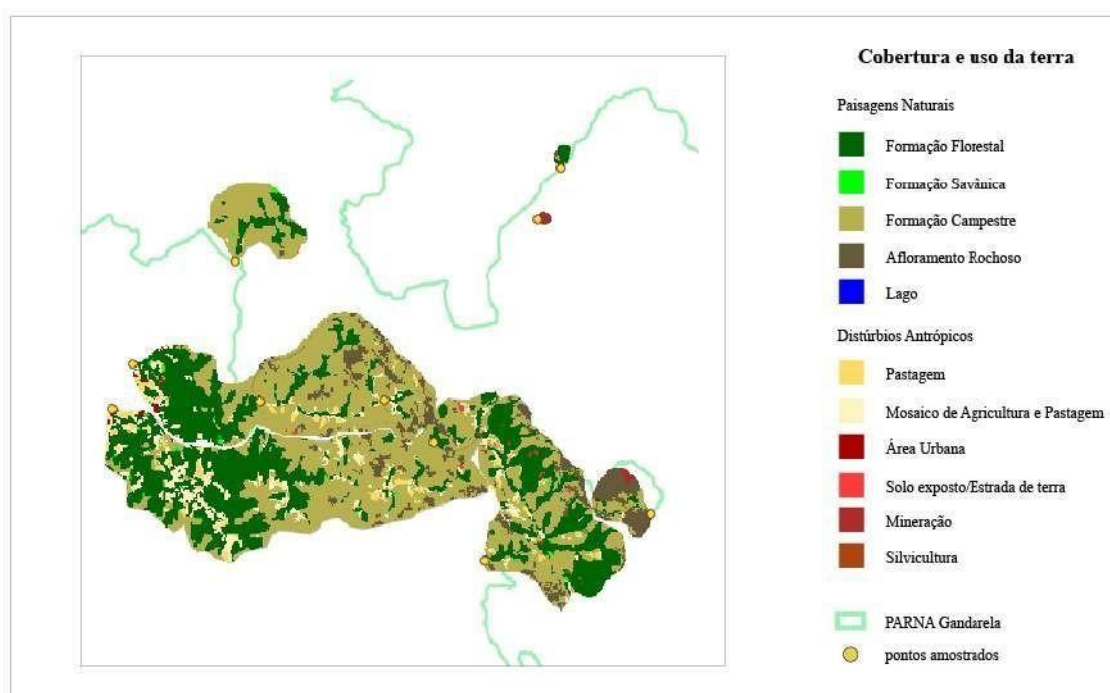 Cobertura e uso da terra
Paisagens Naturais
Formação Florestal
Formação Savânica
Formação Campestre
Afloramento Rochoso
Lago
Distúrbios Antrópicos
Pastagem
Mosaico de Agricultura e Pastagem
Área Urbana
Solo exposto/Estrada de terra
Mineração
Silvicultura
PARNA Gandarela
pontos amostrados